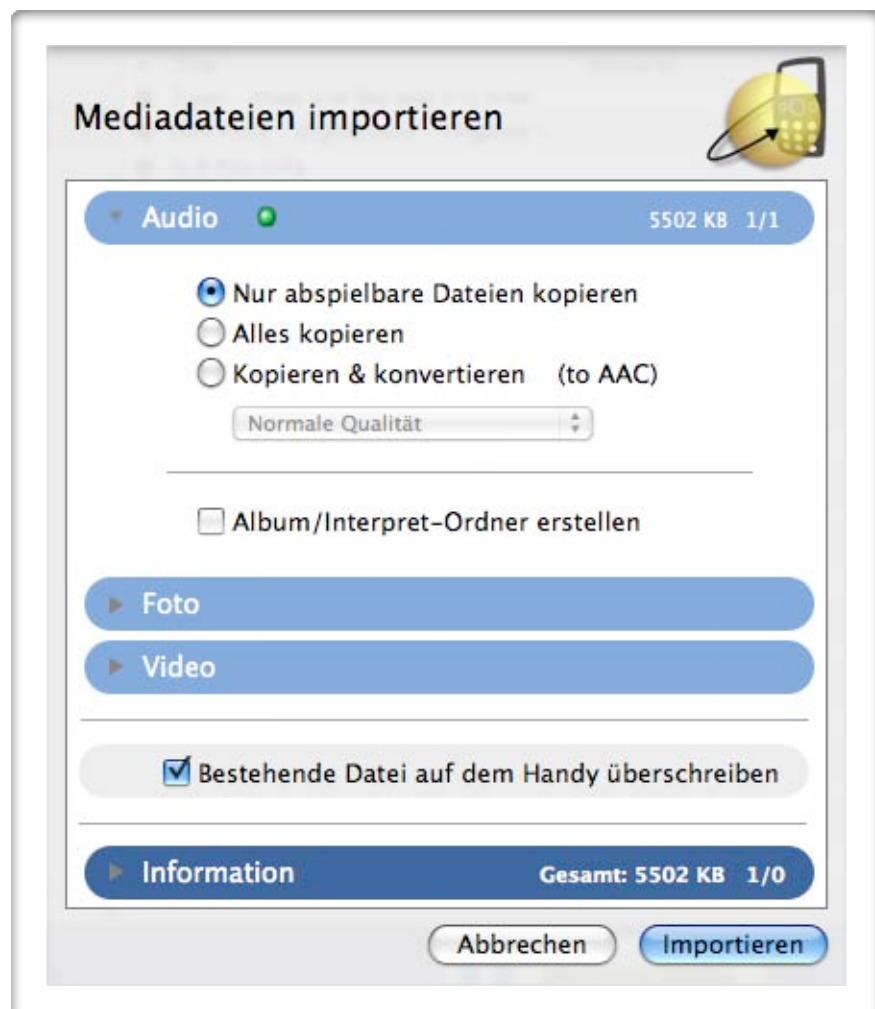 Mediadateien importieren
Audio 5502 KB 1/1
Nur abspielbare Dateien kopieren
Alles kopieren
Kopieren & konvertieren (to AAC)
Normale Qualität
Album/Interpret-Ordner erstellen
Foto
Video
Bestehende Datei auf dem Handy überschreiben
Information Gesamt: 5502 KB 1/0
Abbrechen Importieren